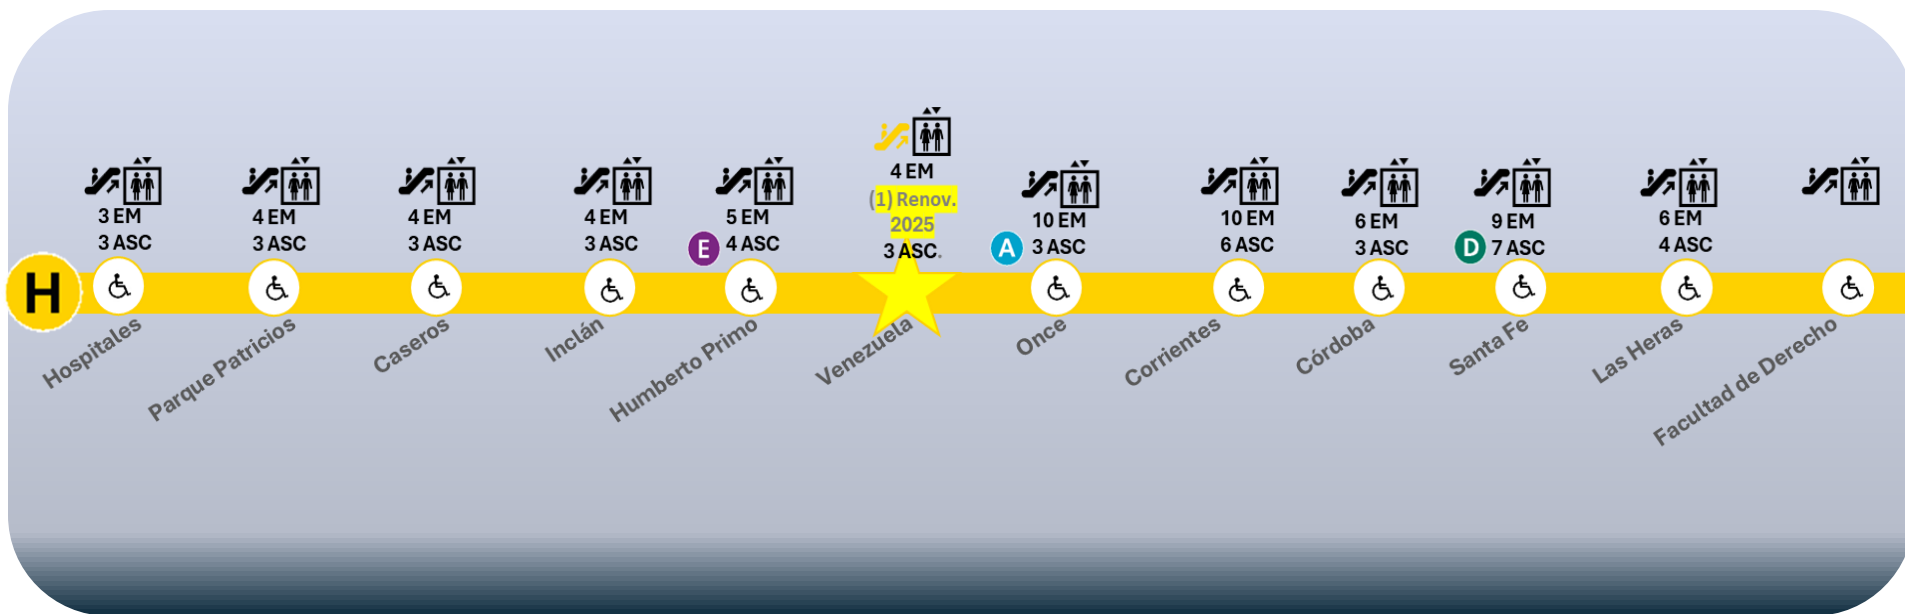 H
3 EM
3 ASC
Hospitales
4 EM
3 ASC
Parque Patricios
4 EM
3 ASC
Caseros
4 EM
3 ASC
Inclán
E
5 EM
4 ASC
Humberto Primo
4 EM
(1) Renov.
2025
3 ASC.
Venezuela
A
10 EM
3 ASC
Once
10 EM
6 ASC
Corrientes
6 EM
3 ASC
Córdoba
D
9 EM
7 ASC
Santa Fe
6 EM
4 ASC
Las Heras
Facultad de Derecho